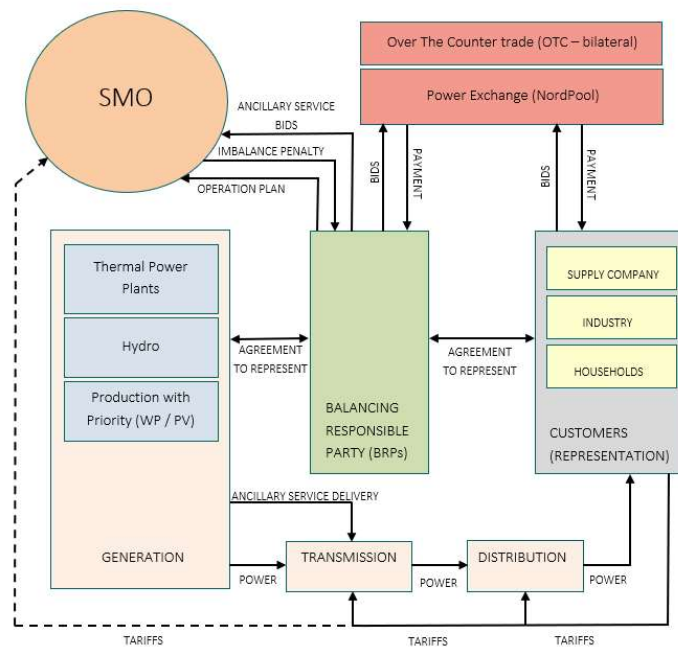 SMO
Over The Counter trade (OTC – bilateral)
Power Exchange (NordPool)
ANCILLARY SERVICE
BIDS
IMBALANCE PENALTY
OPERATION PLAN
BIDS
PAYMENT
BIDS
PAYMENT
Thermal Power
Plants
Hydro
Production with
Priority (WP / PV)
GENERATION
AGREEMENT
TO REPRESENT
BALANCING
RESPONSIBLE
PARTY (BRPs)
AGREEMENT
TO REPRESENT
SUPPLY COMPANY
INDUSTRY
HOUSEHOLDS
CUSTOMERS
(REPRESENTATION)
ANCILLARY SERVICE DELIVERY
POWER
TRANSMISSION
POWER
DISTRIBUTION
POWER
TARIFFS
TARIFFS
TARIFFS